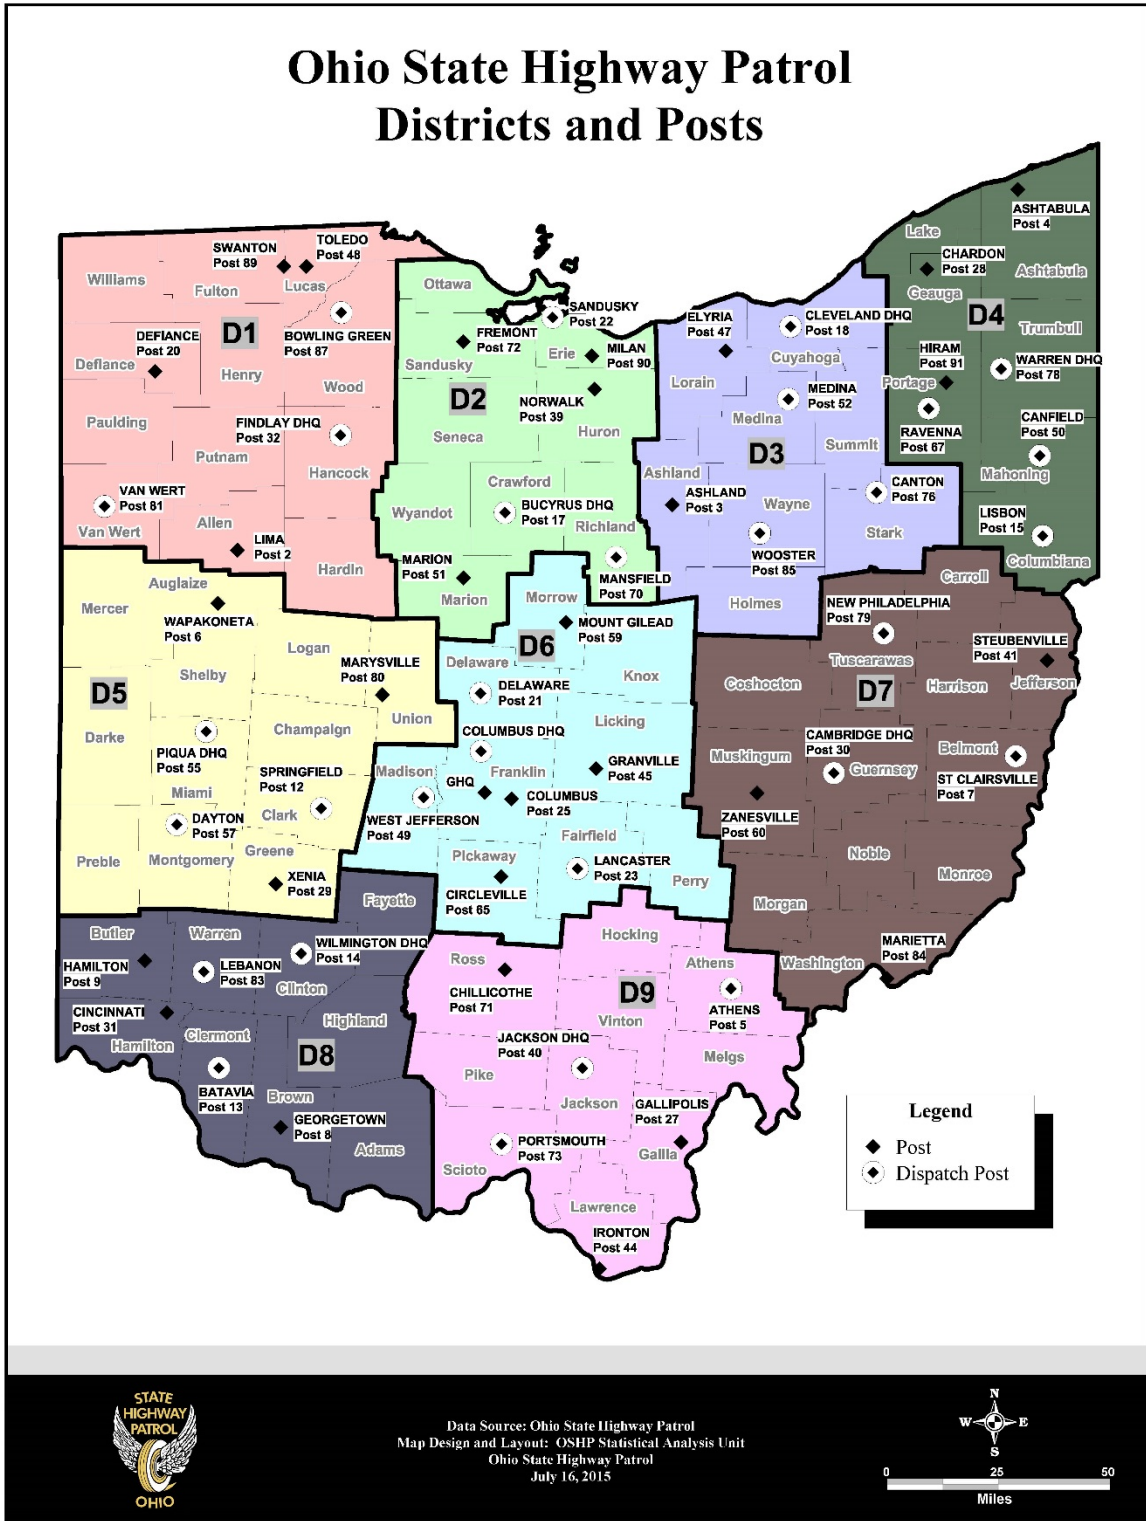 Ohio State Highway Patrol
Districts and Posts
Williams
Fulton
Lucas
SWANTON
Post 89
TOLEDO
Post 48
D1
BOWLING GREEN
Post 87
DEFIANCE
Post 20
Defiance
Henry
Wood
Paulding
FINDLAY DHQ
Post 32
Putnam
Hancock
VAN WERT
Post 81
Van Wert
Allen
LIMA
Post 2
Hardin
Ottawa
SANDUSKY
Post 22
FREMONT
Post 72
Sandusky
Erie
MILAN
Post 90
D2
NORWALK
Post 39
Huron
Seneca
Crawford
Wyandot
BUCYRUS DHQ
Post 17
Richland
MARION
Post 51
Marion
MANSFIELD
Post 70
ELYRIA
Post 47
CLEVELAND DHQ
Post 18
Cuyahoga
Lorain
MEDINA
Post 52
Medina
Summit
D3
Ashland
ASHLAND
Post 3
Wayne
CANTON
Post 76
Stark
WOOSTER
Post 85
Holmes
ASHTABULA
Post 4
Lake
CHARDON
Post 28
Ashtabula
Geauga
D4
Trumbull
HIRAM
Post 91
WARREN DHQ
Post 78
Portage
RAVENNA
Post 67
CANFIELD
Post 50
Mahoning
LISBON
Post 15
Columbiana
Auglaize
Mercer
WAPAKONETA
Post 6
Logan
Shelby
MARYSVILLE
Post 80
D5
Union
Darke
Champaign
PIQUA DHQ
Post 55
SPRINGFIELD
Post 12
Miami
Clark
DAYTON
Post 57
Preble
Montgomery
Greene
XENIA
Post 29
Morrow
MOUNT GILEAD
Post 59
D6
Delaware
Knox
DELAWARE
Post 21
Licking
COLUMBUS DHQ
Madison
Franklin
GRANVILLE
Post 45
GHQ
COLUMBUS
Post 25
WEST JEFFERSON
Post 49
Fairfield
Pickaway
LANCASTER
Post 23
CIRCLEVILLE
Post 65
Perry
Carroll
NEW PHILADELPHIA
Post 79
STEUBENVILLE
Post 41
Tuscarawas
Jefferson
Coshocton
D7
Harrison
CAMBRIDGE DHQ
Post 30
Muskingum
Guernsey
Belmont
ST CLAIRSVILLE
Post 7
ZANESVILLE
Post 60
Noble
Monroe
Morgan
MARIETTA
Post 84
Washington
Fayette
Butler
Warren
WILMINGTON DHQ
Post 14
HAMILTON
Post 9
LEBANON
Post 83
Clinton
CINCINNATI
Post 31
Clermont
Highland
Hamilton
D8
BATAVIA
Post 13
Brown
GEORGETOWN
Post 8
Adams
Hocking
Ross
Athens
CHILLICOTHE
Post 71
D9
ATHENS
Post 5
Vinton
JACKSON DHQ
Post 40
Meigs
Pike
Jackson
GALLIPOLIS
Post 27
PORTSMOUTH
Post 73
Gallia
Scioto
Lawrence
IRONTON
Post 44
Legend
Post
Dispatch Post
STATE
HIGHWAY
PATROL
OHIO
Data Source: Ohio State Highway Patrol
Map Design and Layout: OSHP Statistical Analysis Unit
Ohio State Highway Patrol
July 16, 2015
N
W E
S
0 25 50
Miles